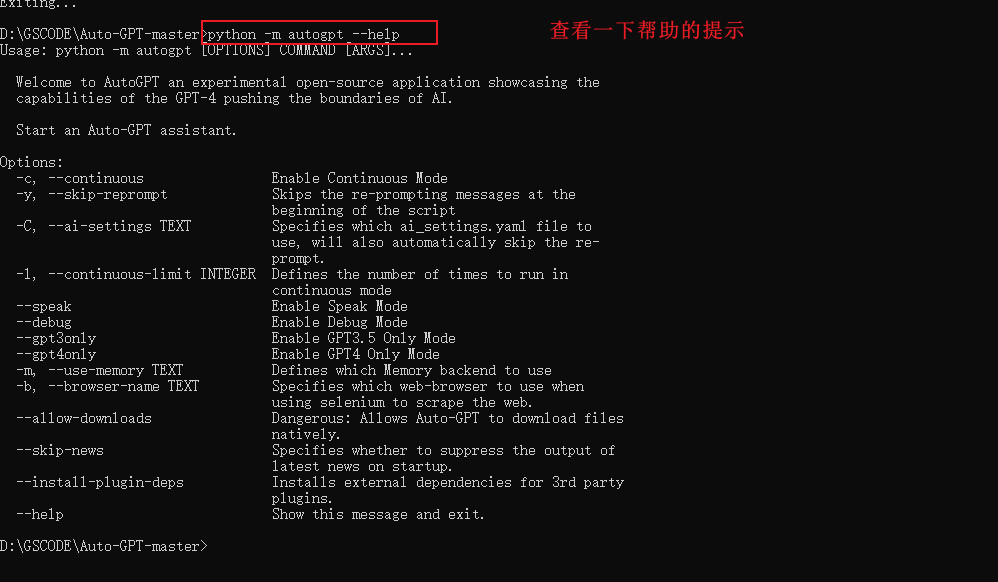 Exiting...
D:\GSCODE\Auto-GPT-master>python -m autogpt --help
查看一下帮助的提示
Usage: python -m autogpt [OPTIONS] COMMAND [ARGS]...
Welcome to AutoGPT an experimental open-source application showcasing the
capabilities of the GPT-4 pushing the boundaries of AI.
Start an Auto-GPT assistant.
Options:
-c, --continuous Enable Continuous Mode
-y, --skip-reprompt Skips the re-prompting messages at the
beginning of the script
-C, --ai-settings TEXT Specifies which ai_settings.yaml file to
use, will also automatically skip the re-
prompt.
-l, --continuous-limit INTEGER Defines the number of times to run in
continuous mode
--speak Enable Speak Mode
--debug Enable Debug Mode
--gpt3only Enable GPT3.5 Only Mode
--gpt4only Enable GPT4 Only Mode
-m, --use-memory TEXT Defines which Memory backend to use
-b, --browser-name TEXT Specifies which web-browser to use when
using selenium to scrape the web.
--allow-downloads Dangerous: Allows Auto-GPT to download files
natively.
--skip-news Specifies whether to suppress the output of
latest news on startup.
--install-plugin-deps Installs external dependencies for 3rd party
plugins.
--help Show this message and exit.
D:\GSCODE\Auto-GPT-master>